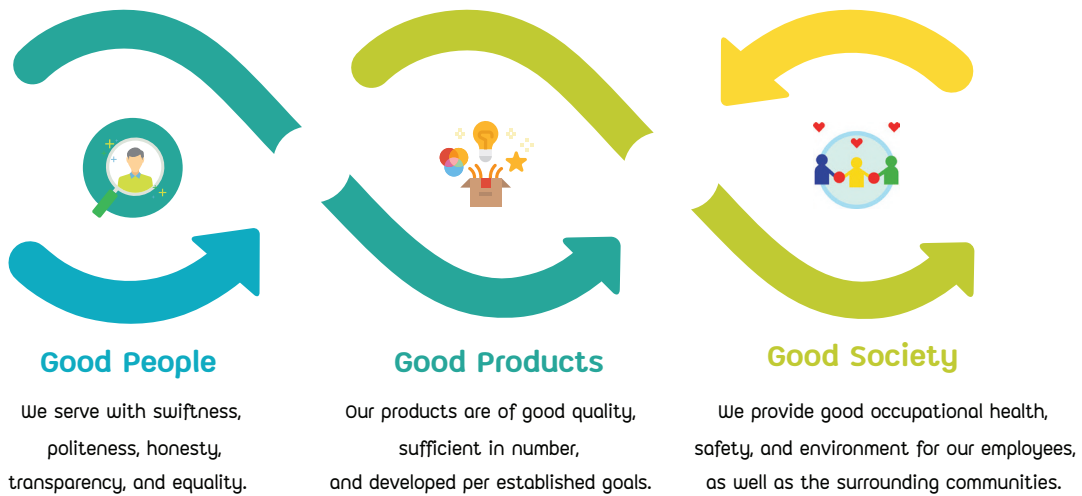 Good People
We serve with swiftness,
politeness, honesty,
transparency, and equality.
Good Products
Our products are of good quality,
sufficient in number,
and developed per established goals.
Good Society
We provide good occupational health,
safety, and environment for our employees,
as well as the surrounding communities.